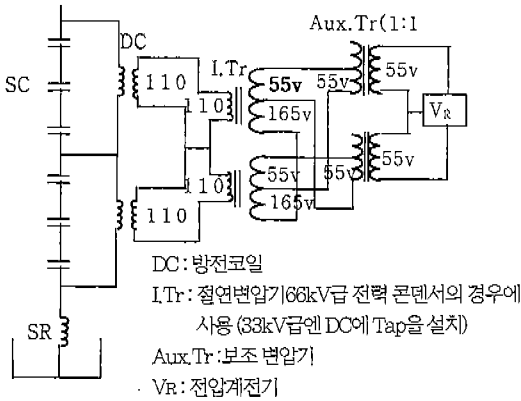 Aux.Tr(1:1
DC
I.Tr
SC
110
55v
55v
55v
110
165v
VR
55v
110
55v
55v
110
165v
DC : 방전코일
I.Tr : 절연변압기66kV급 전력 콘덴서의 경우에
사용 (33kV급엔 DC에 Tap을 설치)
SR
Aux.Tr : 보조 변압기
VR : 전압계전기